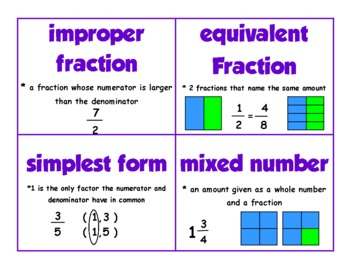 improper
fraction
* a fraction whose numerator is larger
than the denominator
7
2
equivalent
Fraction
* 2 fractions that name the same amount
1 = 4
2 8
simplest form
*1 is the only factor the numerator and
denominator have in common
3 ( 1,3 )
5 ( 1,5 )
mixed number
* an amount given as a whole number
and a fraction
1 3
4